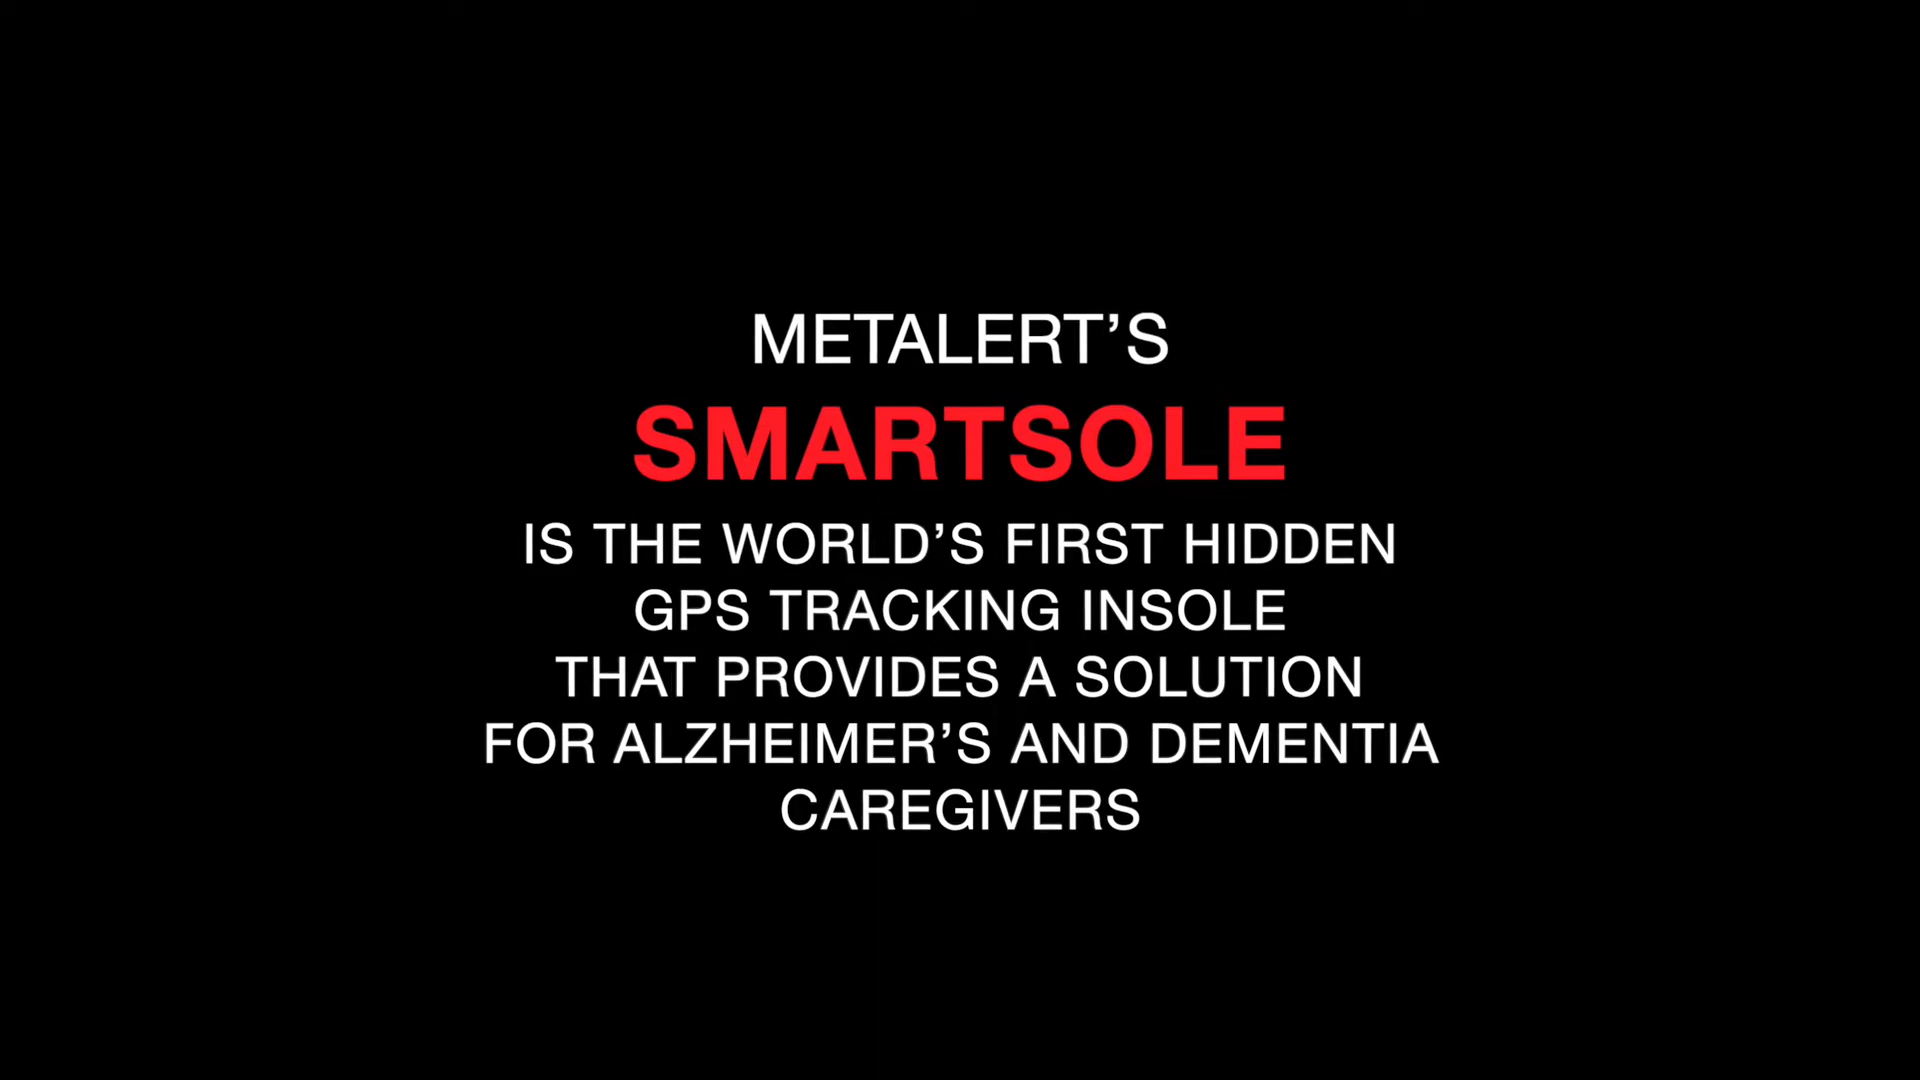 METALERT’S
SMARTSOLE
IS THE WORLD’S FIRST HIDDEN
GPS TRACKING INSOLE
THAT PROVIDES A SOLUTION
FOR ALZHEIMER’S AND DEMENTIA
CAREGIVERS